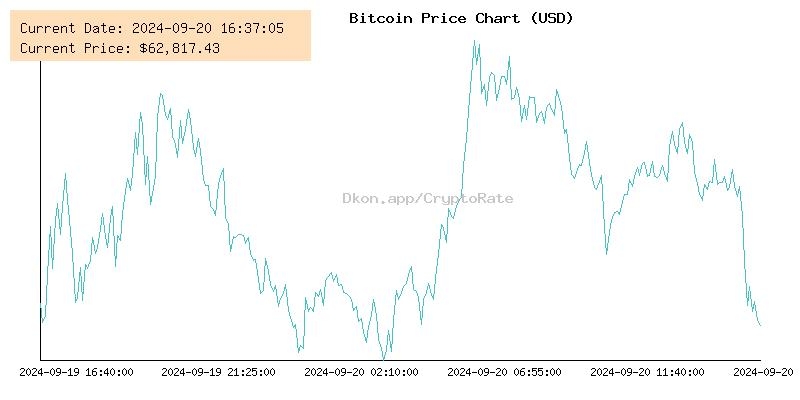 Bitcoin Price Chart (USD)
Current Date: 2024-09-20 16:37:05
Current Price: $62,817.43
Dkon.app/CryptoRate
2024-09-19 16:40:00 2024-09-19 21:25:00 2024-09-20 02:10:00 2024-09-20 06:55:00 2024-09-20 11:40:00 2024-09-20